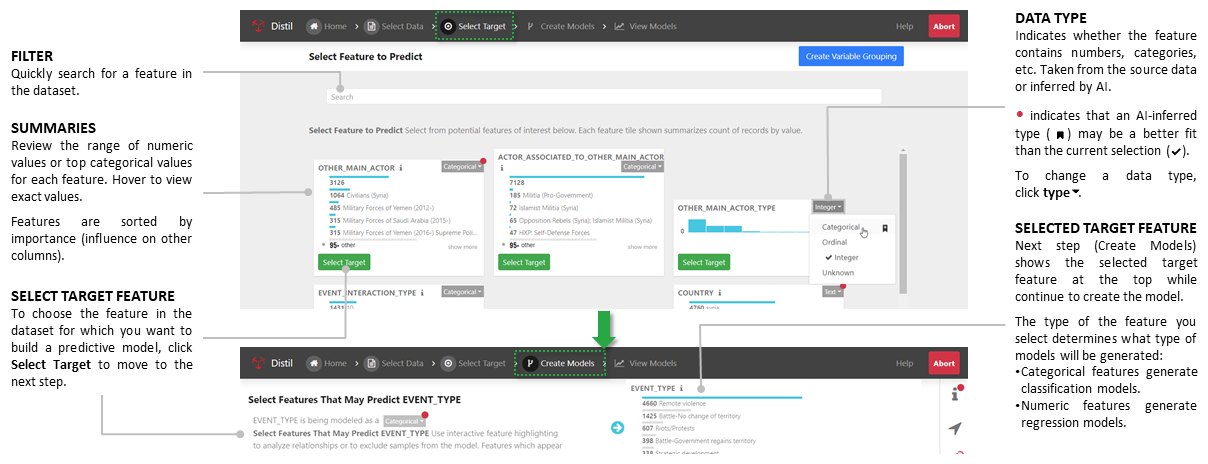 FILTER
Quickly search for a feature in
the dataset.
SUMMARIES
Review the range of numeric
values or top categorical values
for each feature. Hover to view
exact values.
Features are sorted by
importance (influence on other
columns).
SELECT TARGET FEATURE
To choose the feature in the
dataset for which you want to
build a predictive model, click
Select Target to move to the
next step.
Distil Home Select Data Select Target Create Models View Models Help Abort
Select Feature to Predict
Create Variable Grouping
Search
Select Feature to Predict Select from potential features of interest below. Each feature tile shown summarizes count of records by value.
OTHER_MAIN_ACTOR
Categorical
3126
1064 Civilians (Syria)
485 Military Forces of Yemen (2012-)
315 Military Forces of Saudi Arabia (2015-)
315 Military Forces of Yemen (2016-) Supreme Poli...
95+ other
show more
Select Target
ACTOR_ASSOCIATED_TO_OTHER_MAIN_ACTOR
Categorical
7128
185 Militia (Pro-Government)
72 Islamist Militia (Syria)
65 Opposition Rebels (Syria); Islamist Militia (Syria)
47 HXP: Self-Defense Forces
95+ other
show more
Select Target
OTHER_MAIN_ACTOR_TYPE
Integer
0
Select Target
Categorical
Ordinal
Integer
Unknown
EVENT_INTERACTION_TYPE
Categorical
COUNTRY
Text
4760 syria
Distil Home Select Data Select Target Create Models View Models Help Abort
Select Features That May Predict EVENT_TYPE
EVENT_TYPE is being modeled as a Categorical
Select Features That May Predict EVENT_TYPE Use interactive feature highlighting
to analyze relationships or to exclude samples from the model. Features which appear
EVENT_TYPE
4660 Remote violence
1425 Battle-No change of territory
607 Riots/Protests
398 Battle-Government regains territory
338 Strategic development
DATA TYPE
Indicates whether the feature
contains numbers, categories,
etc. Taken from the source data
or inferred by AI.
indicates that an AI-inferred
type ( ) may be a better fit
than the current selection (✔).
To change a data type,
click type.
SELECTED TARGET FEATURE
Next step (Create Models)
shows the selected target
feature at the top while
continue to create the model.
The type of the feature you
select determines what type of
models will be generated:
•Categorical features generate
classification models.
•Numeric features generate
regression models.